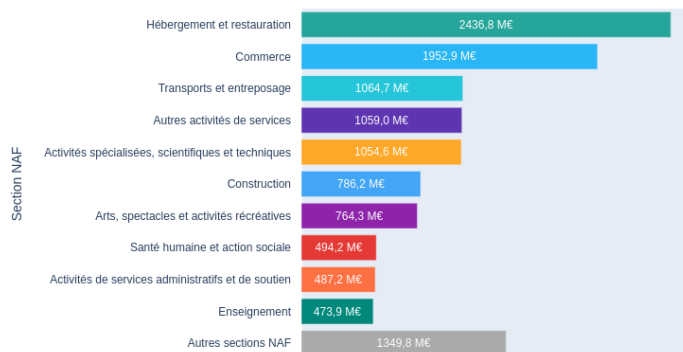 Hébergement et restauration 2436,8 M€
Commerce 1952,9 M€
Transports et entreposage 1064,7 M€
Autres activités de services 1059,0 M€
Activités spécialisées, scientifiques et techniques 1054,6 M€
Construction 786,2 M€
Arts, spectacles et activités récréatives 764,3 M€
Santé humaine et action sociale 494,2 M€
Activités de services administratifs et de soutien 487,2 M€
Enseignement 473,9 M€
Autres sections NAF 1349,8 M€
Section NAF